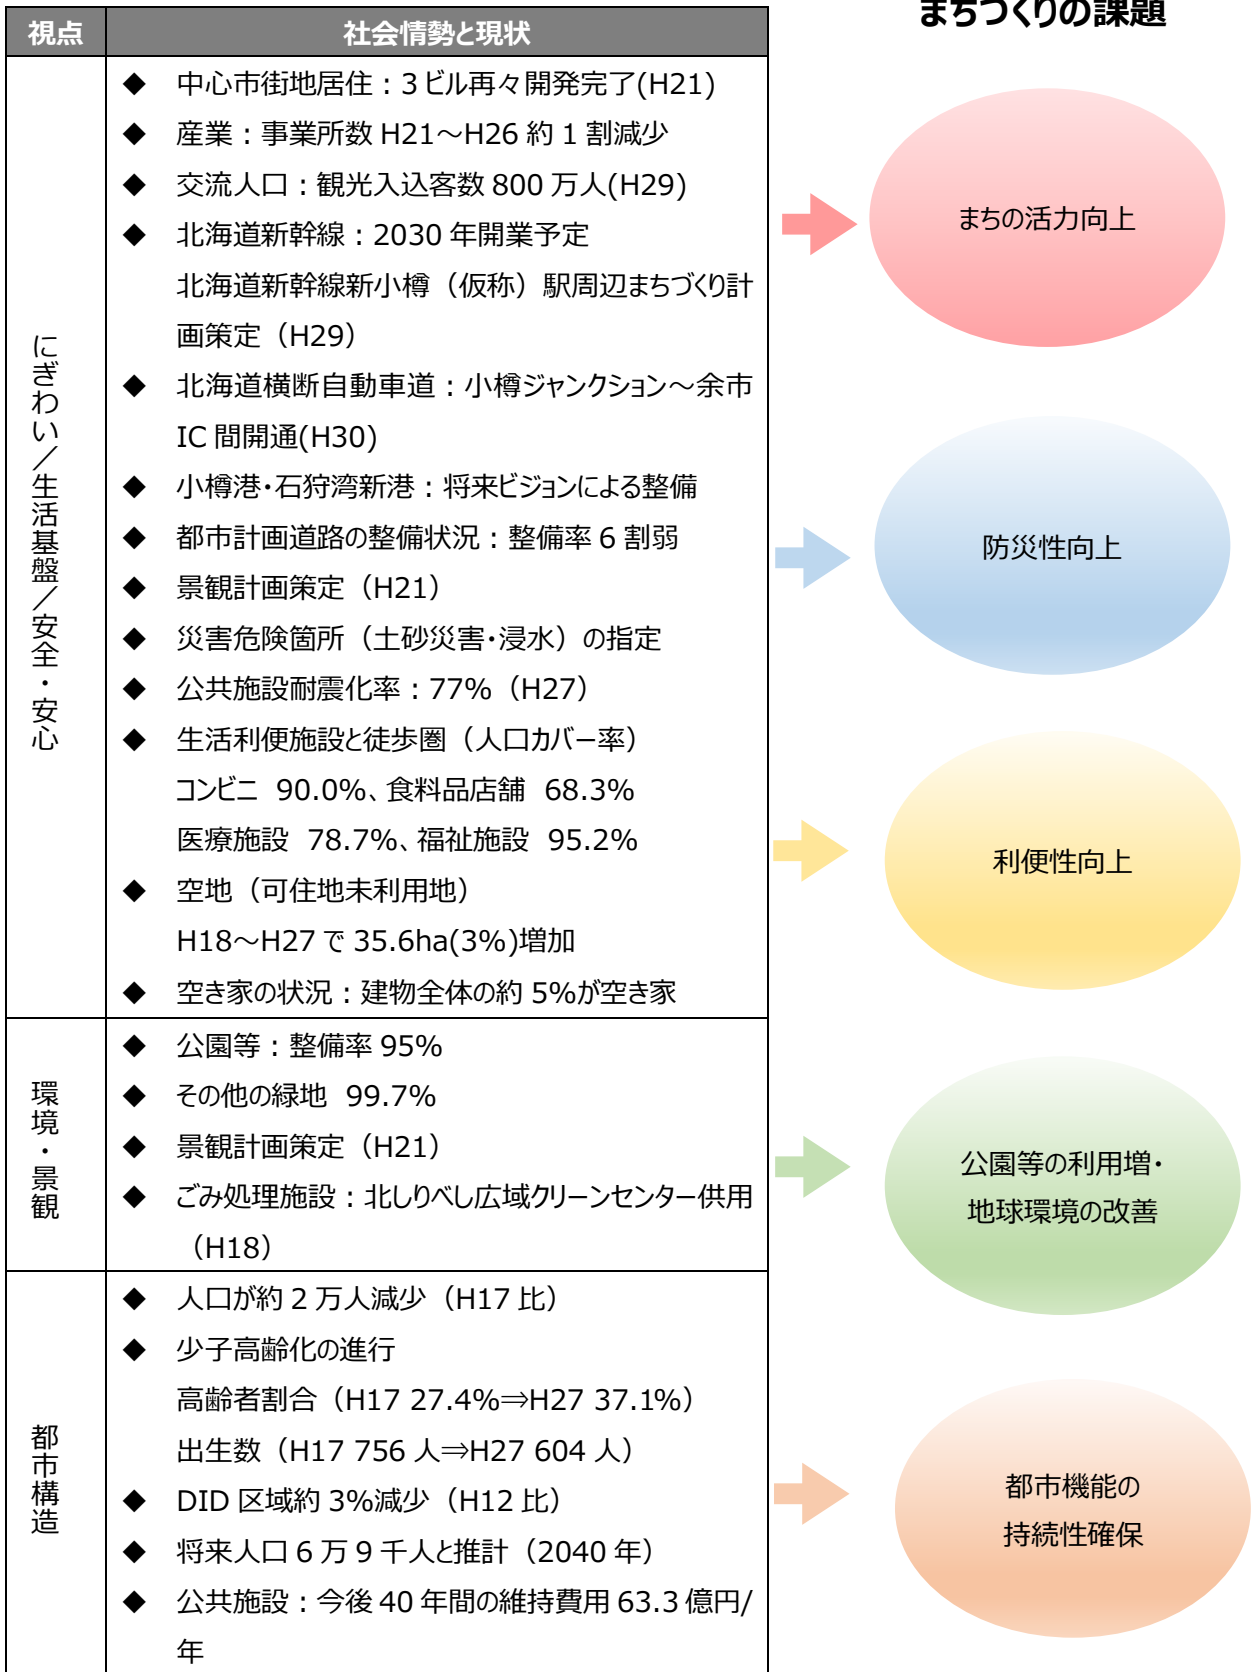 まちづくりの課題
視点
社会情勢と現状
にぎわい／生活基盤／安全・安心
◆ 中心市街地居住：3ビル再々開発完了(H21)
◆ 産業：事業所数 H21～H26 約 1 割減少
◆ 交流人口：観光入込客数 800 万人(H29)
◆ 北海道新幹線：2030 年開業予定
北海道新幹線新小樽（仮称）駅周辺まちづくり計
画策定（H29）
◆ 北海道横断自動車道：小樽ジャンクション～余市
IC 間開通(H30)
◆ 小樽港・石狩湾新港：将来ビジョンによる整備
◆ 都市計画道路の整備状況：整備率 6 割弱
◆ 景観計画策定（H21）
◆ 災害危険箇所（土砂災害・浸水）の指定
◆ 公共施設耐震化率：77%（H27）
◆ 生活利便施設と徒歩圏（人口カバー率）
コンビニ 90.0%、食料品店舗 68.3%
医療施設 78.7%、福祉施設 95.2%
◆ 空地（可住地未利用地）
H18～H27 で 35.6ha(3%)増加
◆ 空き家の状況：建物全体の約 5%が空き家
環境・景観
◆ 公園等：整備率 95%
◆ その他の緑地 99.7%
◆ 景観計画策定（H21）
◆ ごみ処理施設：北しりべし広域クリーンセンター供用
（H18）
都市構造
◆ 人口が約 2 万人減少（H17 比）
◆ 少子高齢化の進行
高齢者割合（H17 27.4%⇒H27 37.1%）
出生数（H17 756 人⇒H27 604 人）
◆ DID 区域約 3%減少（H12 比）
◆ 将来人口 6 万 9 千人と推計（2040 年）
◆ 公共施設：今後 40 年間の維持費用 63.3 億円/
年
まちの活力向上
防災性向上
利便性向上
公園等の利用増・
地球環境の改善
都市機能の
持続性確保